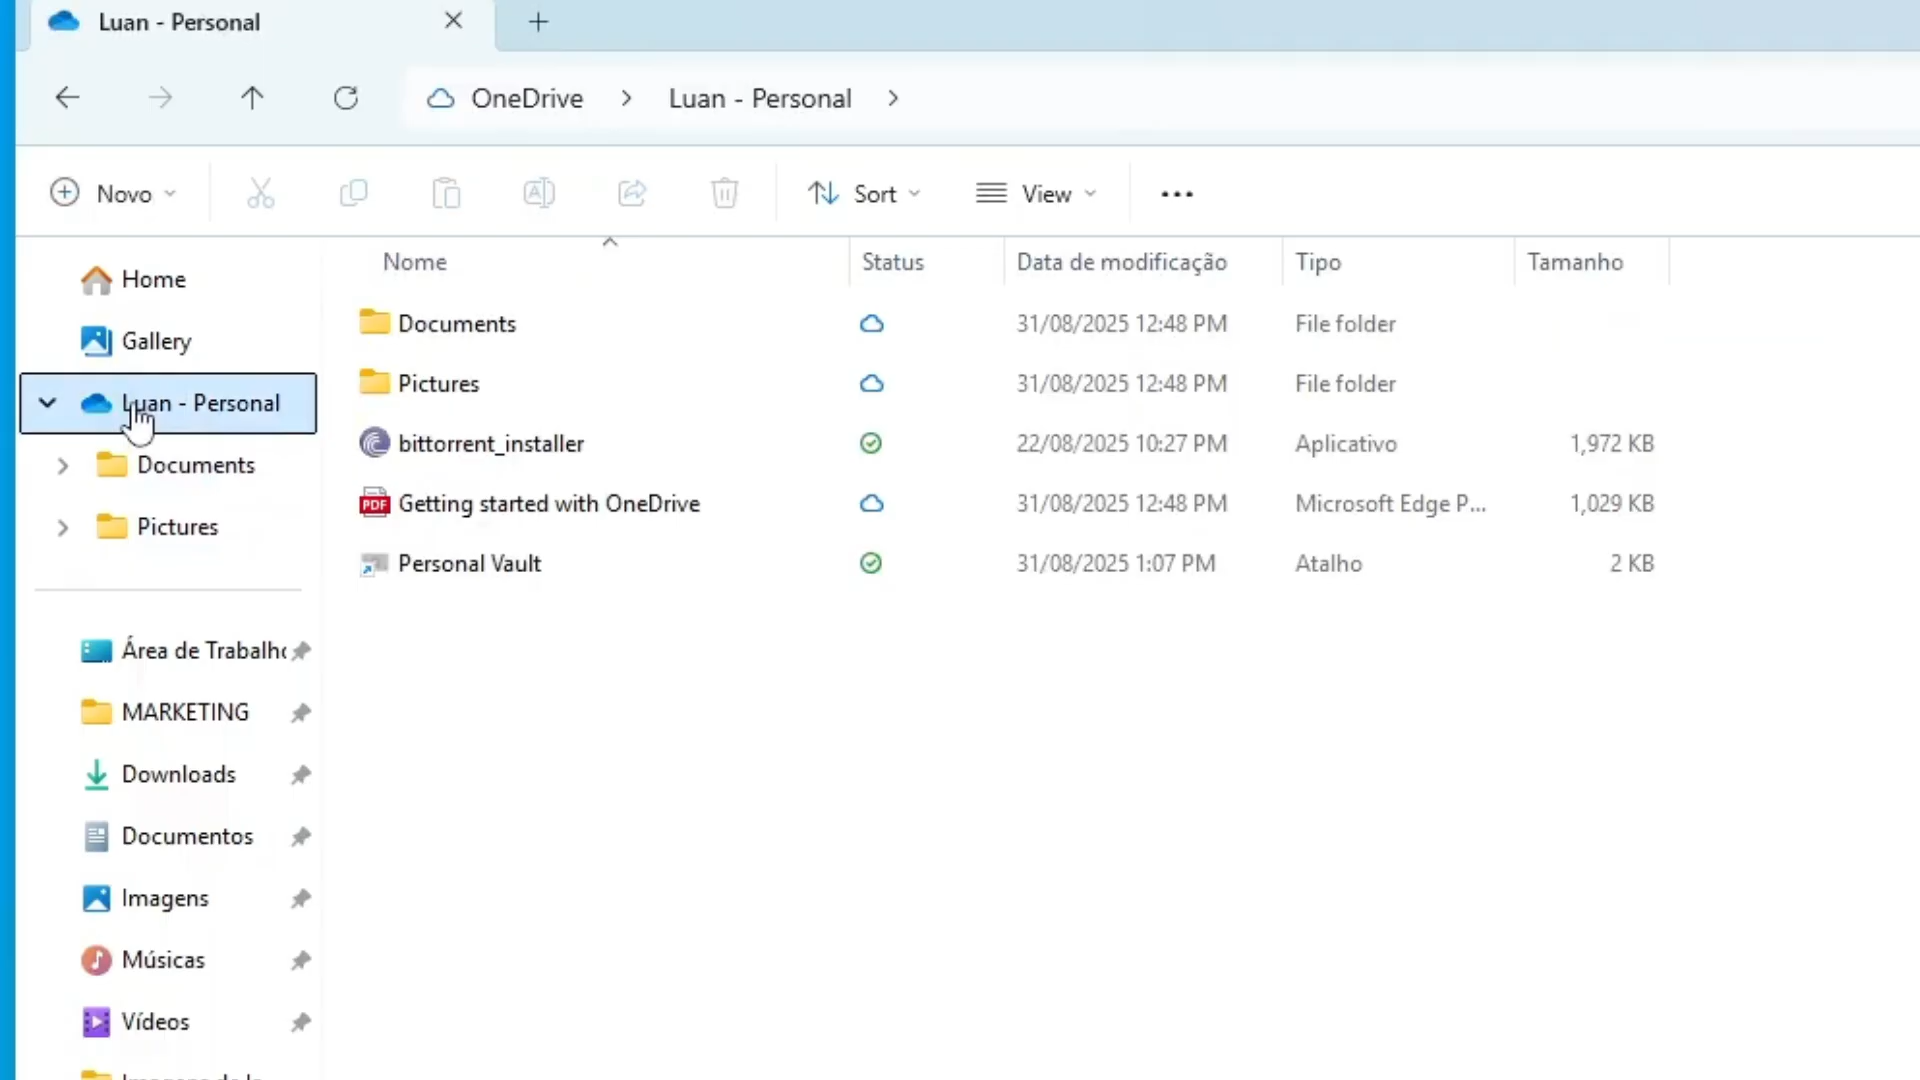 Luan - Personal
OneDrive > Luan - Personal >
Novo Sort View
Nome Status Data de modificação Tipo Tamanho
Home
Gallery
Luan - Personal
Documents
Pictures
Documents 31/08/2025 12:48 PM File folder
Pictures 31/08/2025 12:48 PM File folder
bittorrent_installer 22/08/2025 10:27 PM Aplicativo 1,972 KB
PDF Getting started with OneDrive 31/08/2025 12:48 PM Microsoft Edge P... 1,029 KB
Personal Vault 31/08/2025 1:07 PM Atalho 2 KB
Área de Trabalho
MARKETING
Downloads
Documentos
Imagens
Músicas
Vídeos